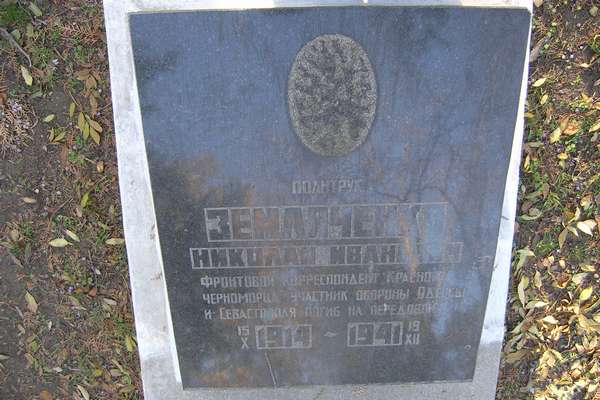 ПОЛИТРУК
ЗЕМЛЯЧЕНКО
НИКОЛАЙ ИВАНОВИЧ
ФРОНТОВОЙ КОРРЕСПОНДЕНТ КРАСНОГО
ЧЕРНОМОРЦА УЧАСТНИК ОБОРОНЫ ОДЕССЫ
И СЕВАСТОПОЛЯ ПОГИБ НА ПЕРЕДОВОЙ
15 X 1914 ~ 1941 19 XII